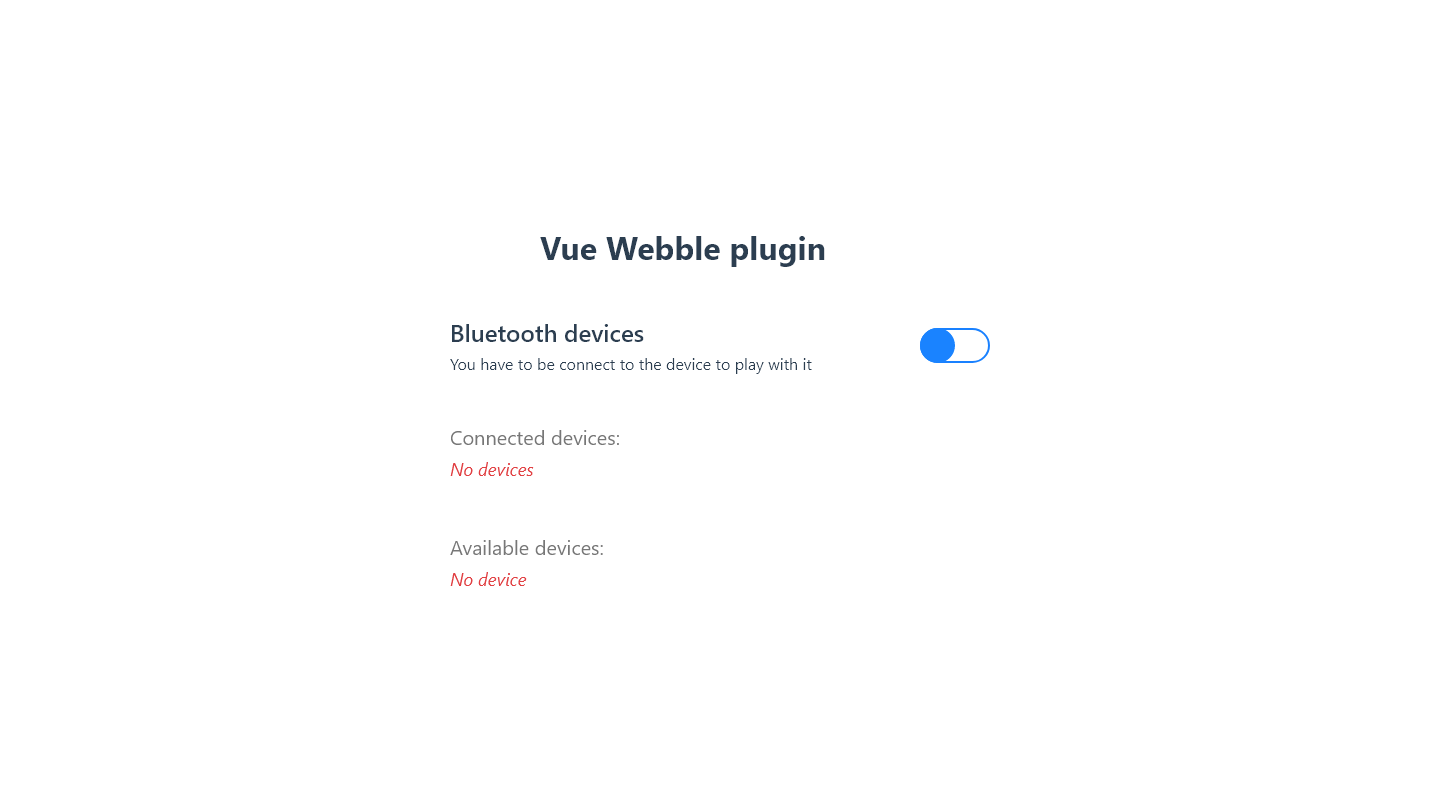 Vue Webble plugin
Bluetooth devices
You have to be connect to the device to play with it
Connected devices:
No devices
Available devices:
No device